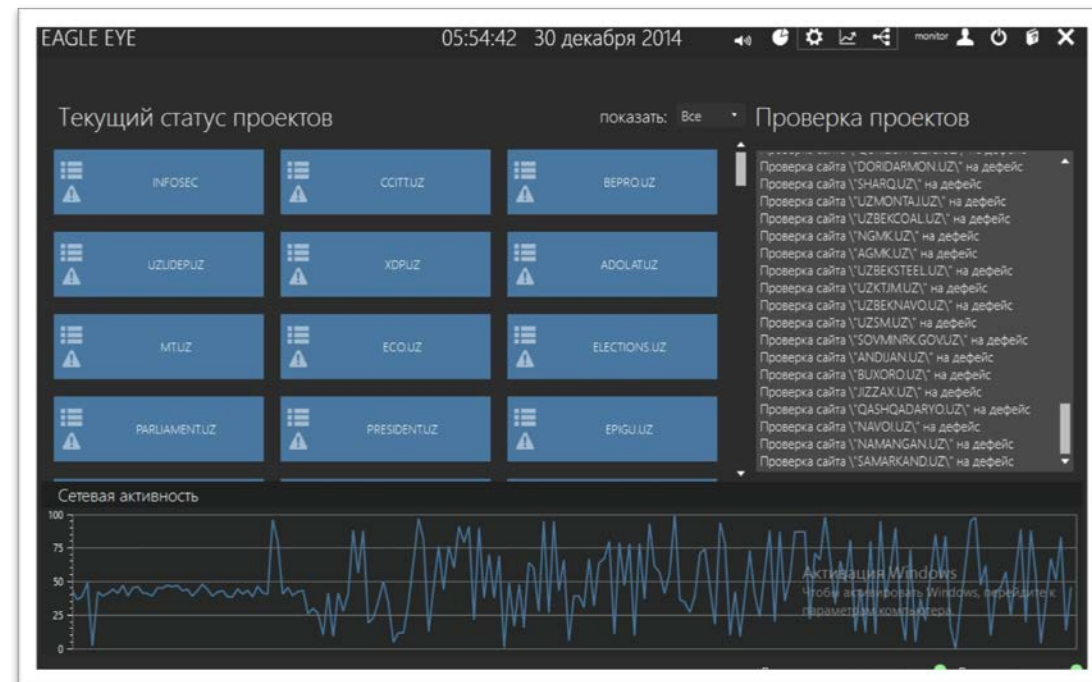 EAGLE EYE
05:54:42 30 декабря 2014
monitor
Текущий статус проектов
показать: Все
INFOSEC
CCITT.UZ
BEPRO.UZ
UZLIDEP.UZ
XDP.UZ
ADOLAT.UZ
MT.UZ
ECO.UZ
ELECTIONS.UZ
PARLIAMENT.UZ
PRESIDENT.UZ
EPIGU.UZ
Проверка проектов
Проверка сайта \"DORIDARMON.UZ\" на дефейс
Проверка сайта \"SHARQ.UZ\" на дефейс
Проверка сайта \"UZMONTAJ.UZ\" на дефейс
Проверка сайта \"UZBEKCOAL.UZ\" на дефейс
Проверка сайта \"NGMK.UZ\" на дефейс
Проверка сайта \"AGMK.UZ\" на дефейс
Проверка сайта \"UZBEKSTEEL.UZ\" на дефейс
Проверка сайта \"UZKTJM.UZ\" на дефейс
Проверка сайта \"UZBEKNAVO.UZ\" на дефейс
Проверка сайта \"UZSM.UZ\" на дефейс
Проверка сайта \"SOVMINRK.GOV.UZ\" на дефейс
Проверка сайта \"ANDIJAN.UZ\" на дефейс
Проверка сайта \"BUXORO.UZ\" на дефейс
Проверка сайта \"JIZZAX.UZ\" на дефейс
Проверка сайта \"QASHQADARYO.UZ\" на дефейс
Проверка сайта \"NAVOI.UZ\" на дефейс
Проверка сайта \"NAMANGAN.UZ\" на дефейс
Проверка сайта \"SAMARKAND.UZ\" на дефейс
Сетевая активность
100
75
50
25
0
Активация Windows
Чтобы активировать Windows, перейдите к
параметрам компьютера.